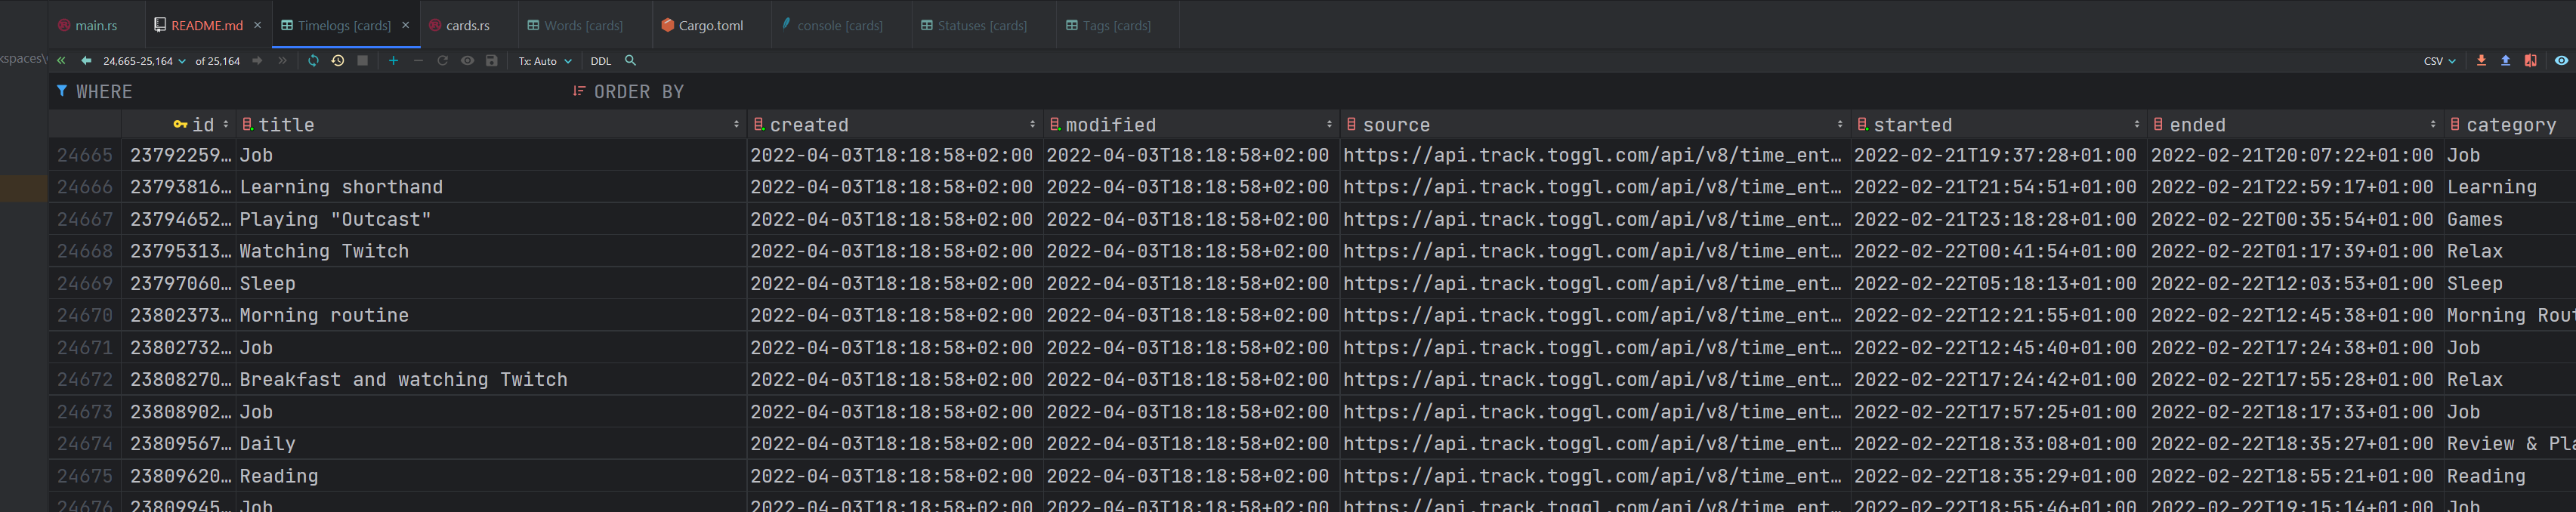 main.rs README.md Timelogs [cards] cards.rs Words [cards] Cargo.toml console [cards] Statuses [cards] Tags [cards]
kspaces\ 24,665-25,164 of 25,164 Tx: Auto DDL CSV
WHERE ORDER BY
id title created modified source started ended category
24665 23792259… Job 2022-04-03T18:18:58+02:00 2022-04-03T18:18:58+02:00 https://api.track.toggl.com/api/v8/time_ent… 2022-02-21T19:37:28+01:00 2022-02-21T20:07:22+01:00 Job
24666 23793816… Learning shorthand 2022-04-03T18:18:58+02:00 2022-04-03T18:18:58+02:00 https://api.track.toggl.com/api/v8/time_ent… 2022-02-21T21:54:51+01:00 2022-02-21T22:59:17+01:00 Learning
24667 23794652… Playing "Outcast" 2022-04-03T18:18:58+02:00 2022-04-03T18:18:58+02:00 https://api.track.toggl.com/api/v8/time_ent… 2022-02-21T23:18:28+01:00 2022-02-22T00:35:54+01:00 Games
24668 23795313… Watching Twitch 2022-04-03T18:18:58+02:00 2022-04-03T18:18:58+02:00 https://api.track.toggl.com/api/v8/time_ent… 2022-02-22T00:41:54+01:00 2022-02-22T01:17:39+01:00 Relax
24669 23797060… Sleep 2022-04-03T18:18:58+02:00 2022-04-03T18:18:58+02:00 https://api.track.toggl.com/api/v8/time_ent… 2022-02-22T05:18:13+01:00 2022-02-22T12:03:53+01:00 Sleep
24670 23802373… Morning routine 2022-04-03T18:18:58+02:00 2022-04-03T18:18:58+02:00 https://api.track.toggl.com/api/v8/time_ent… 2022-02-22T12:21:55+01:00 2022-02-22T12:45:38+01:00 Morning Rout
24671 23802732… Job 2022-04-03T18:18:58+02:00 2022-04-03T18:18:58+02:00 https://api.track.toggl.com/api/v8/time_ent… 2022-02-22T12:45:40+01:00 2022-02-22T17:24:38+01:00 Job
24672 23808270… Breakfast and watching Twitch 2022-04-03T18:18:58+02:00 2022-04-03T18:18:58+02:00 https://api.track.toggl.com/api/v8/time_ent… 2022-02-22T17:24:42+01:00 2022-02-22T17:55:28+01:00 Relax
24673 23808902… Job 2022-04-03T18:18:58+02:00 2022-04-03T18:18:58+02:00 https://api.track.toggl.com/api/v8/time_ent… 2022-02-22T17:57:25+01:00 2022-02-22T18:17:33+01:00 Job
24674 23809567… Daily 2022-04-03T18:18:58+02:00 2022-04-03T18:18:58+02:00 https://api.track.toggl.com/api/v8/time_ent… 2022-02-22T18:33:08+01:00 2022-02-22T18:35:27+01:00 Review & Pla
24675 23809620… Reading 2022-04-03T18:18:58+02:00 2022-04-03T18:18:58+02:00 https://api.track.toggl.com/api/v8/time_ent… 2022-02-22T18:35:29+01:00 2022-02-22T18:55:21+01:00 Reading
24676 23809945… Job 2022-04-03T18:18:58+02:00 2022-04-03T18:18:58+02:00 https://api.track.toggl.com/api/v8/time_ent… 2022-02-22T18:55:46+01:00 2022-02-22T19:15:14+01:00 Job